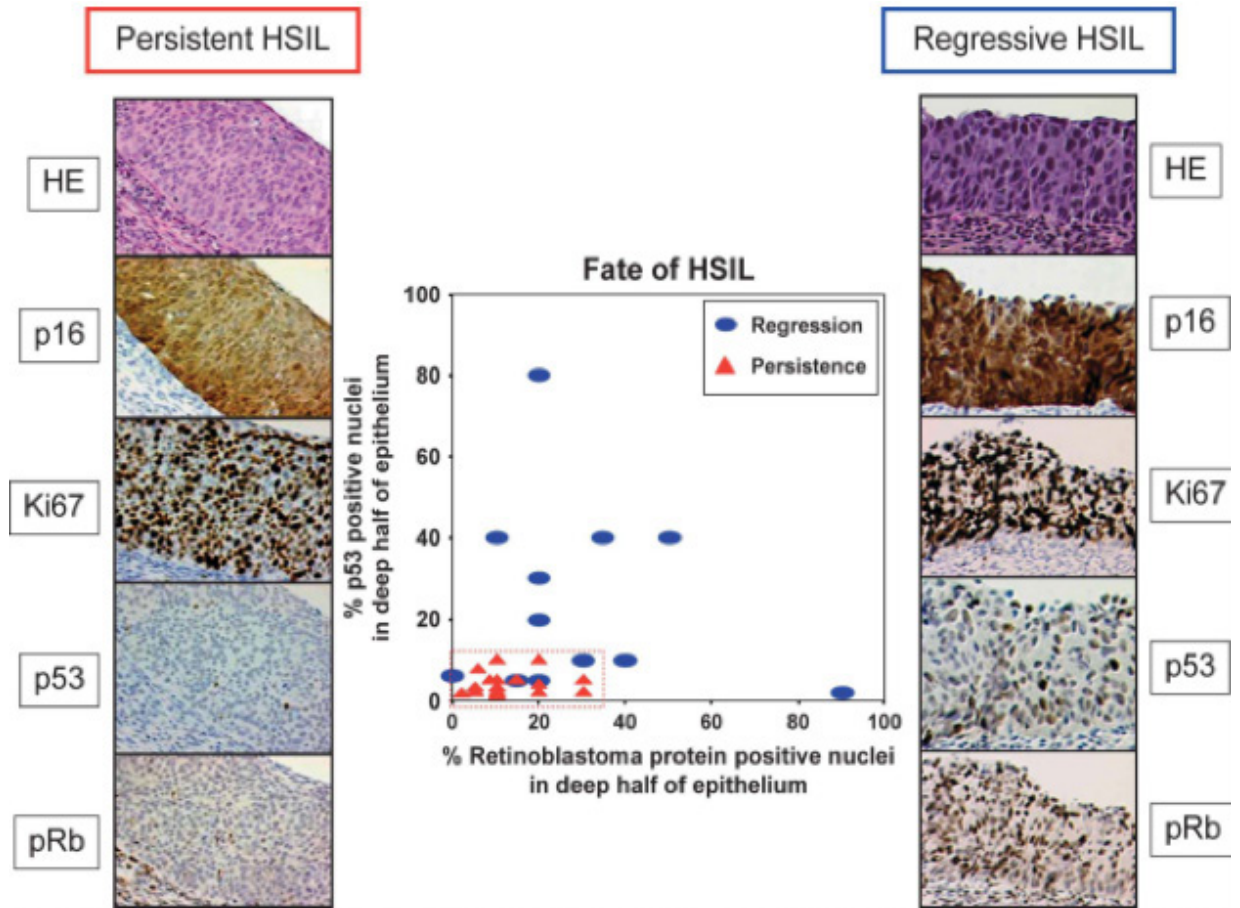 Persistent HSIL
Regressive HSIL
HE
p16
Ki67
p53
pRb
Fate of HSIL
Regression
Persistence
% p53 positive nuclei
in deep half of epithelium
100
80
60
40
20
0
0 20 40 60 80 100
% Retinoblastoma protein positive nuclei
in deep half of epithelium
HE
p16
Ki67
p53
pRb